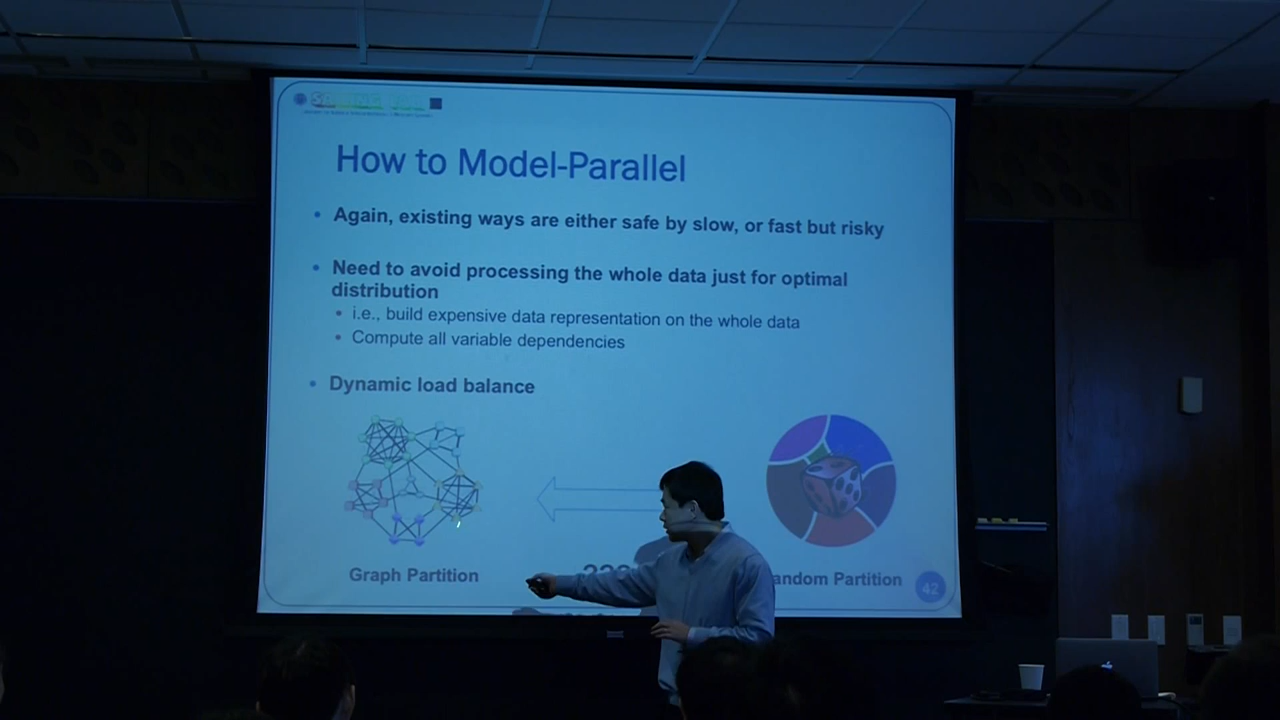 How to Model-Parallel
• Again, existing ways are either safe by slow, or fast but risky
• Need to avoid processing the whole data just for optimal
distribution
• i.e., build expensive data representation on the whole data
• Compute all variable dependencies
• Dynamic load balance
Graph Partition
andom Partition
42